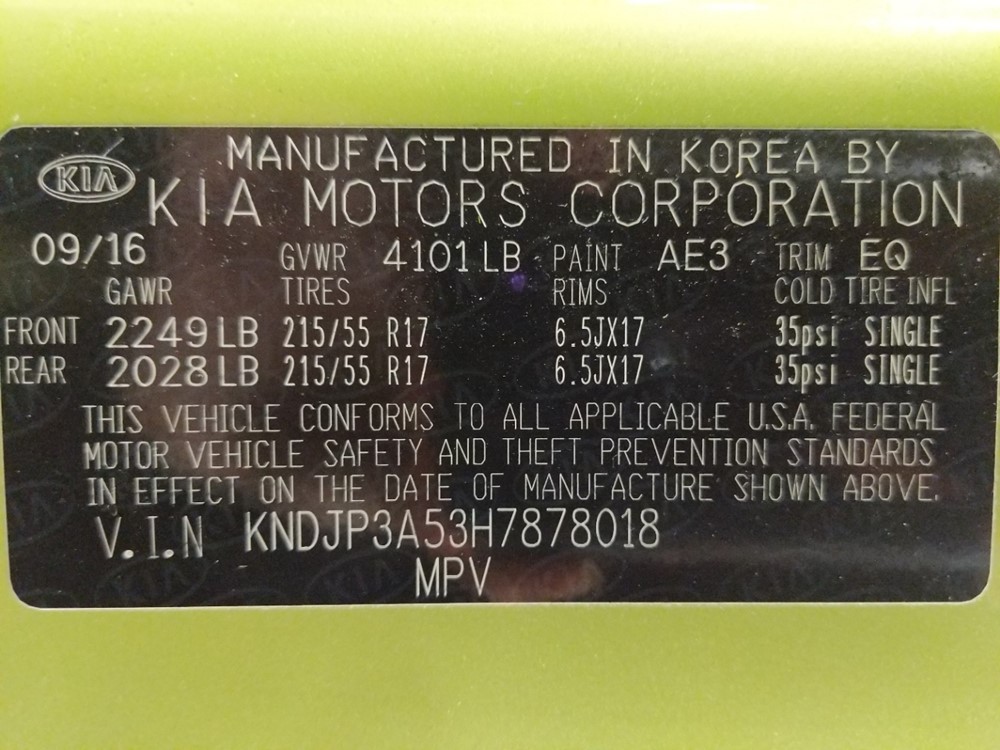 MANUFACTURED IN KOREA BY
KIA
KIA MOTORS CORPORATION
09/16 GVWR 4101 LB PAINT AE3 TRIM EQ
GAWR TIRES RIMS COLD TIRE INFL
FRONT 2249 LB 215/55 R17 6.5JX17 35psi SINGLE
REAR 2028 LB 215/55 R17 6.5JX17 35psi SINGLE
THIS VEHICLE CONFORMS TO ALL APPLICABLE U.S.A. FEDERAL
MOTOR VEHICLE SAFETY AND THEFT PREVENTION STANDARDS
IN EFFECT ON THE DATE OF MANUFACTURE SHOWN ABOVE.
V.I.N KNDJP3A53H7878018
MPV